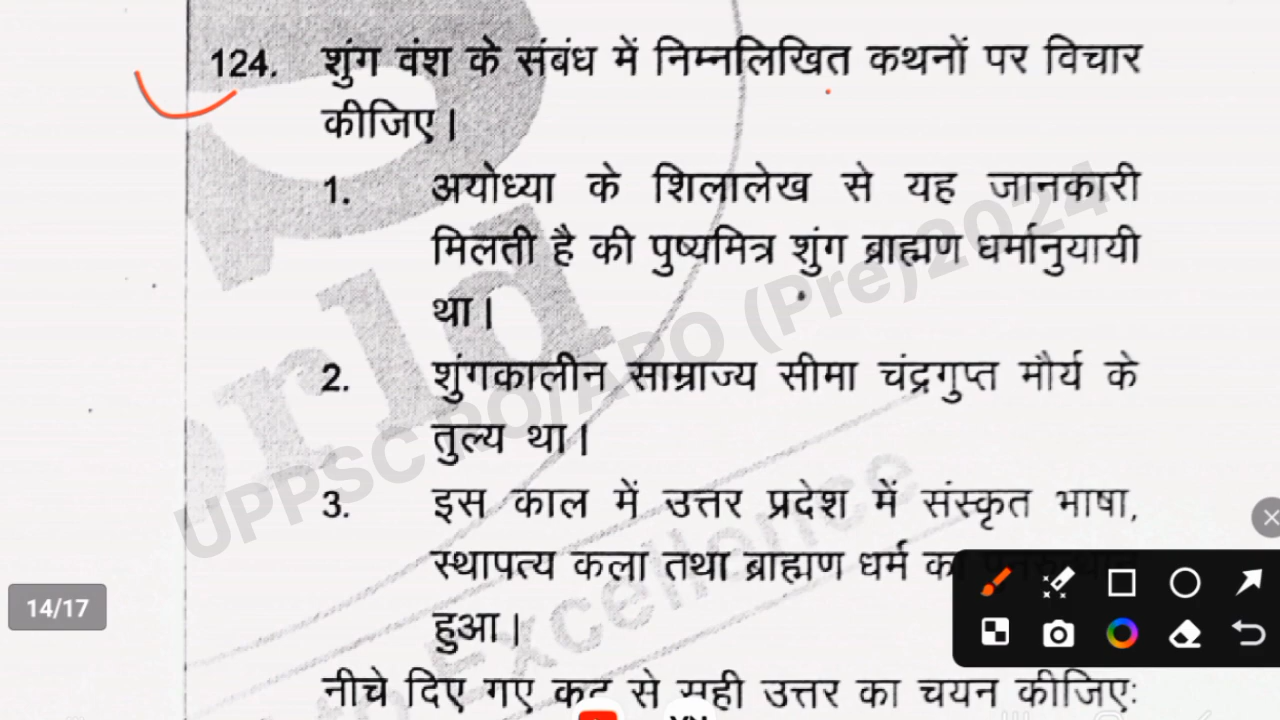 124. शुंग वंश के संबंध में निम्नलिखित कथनों पर विचार
कीजिए।
1. अयोध्या के शिलालेख से यह जानकारी
मिलती है की पुष्यमित्र शुंग ब्राह्मण धर्मानुयायी
था।
2. शुंगकालीन साम्राज्य सीमा चंद्रगुप्त मौर्य के
तुल्य था।
3. इस काल में उत्तर प्रदेश में संस्कृत भाषा,
स्थापत्य कला तथा ब्राह्मण धर्म का
हुआ।
नीचे दिए गए कूट से सही उत्तर का चयन कीजिएः
UPPSC RO/ARO (Pre) 2024
Excellence
14/17